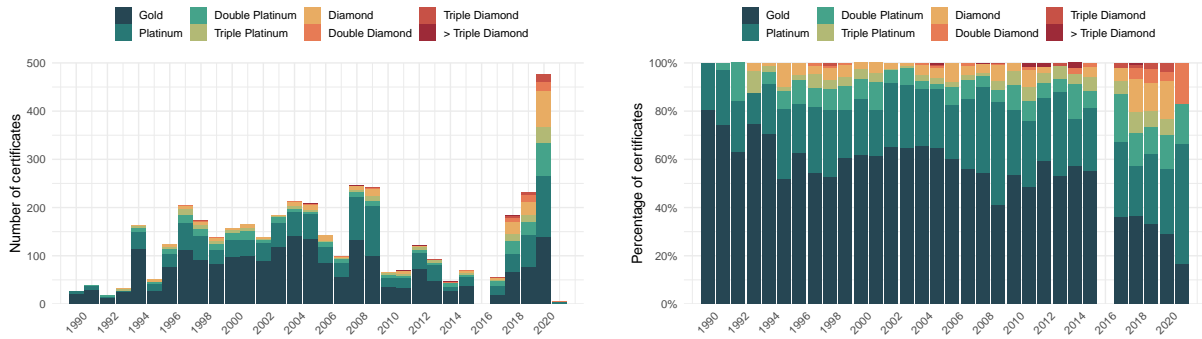 Gold Double Platinum Diamond Triple Diamond
Platinum Triple Platinum Double Diamond > Triple Diamond
Number of certificates
500
400
300
200
100
0
1990 1992 1994 1996 1998 2000 2002 2004 2006 2008 2010 2012 2014 2016 2018 2020
Gold Double Platinum Diamond Triple Diamond
Platinum Triple Platinum Double Diamond > Triple Diamond
Percentage of certificates
100%
80%
60%
40%
20%
0%
1990 1992 1994 1996 1998 2000 2002 2004 2006 2008 2010 2012 2014 2016 2018 2020